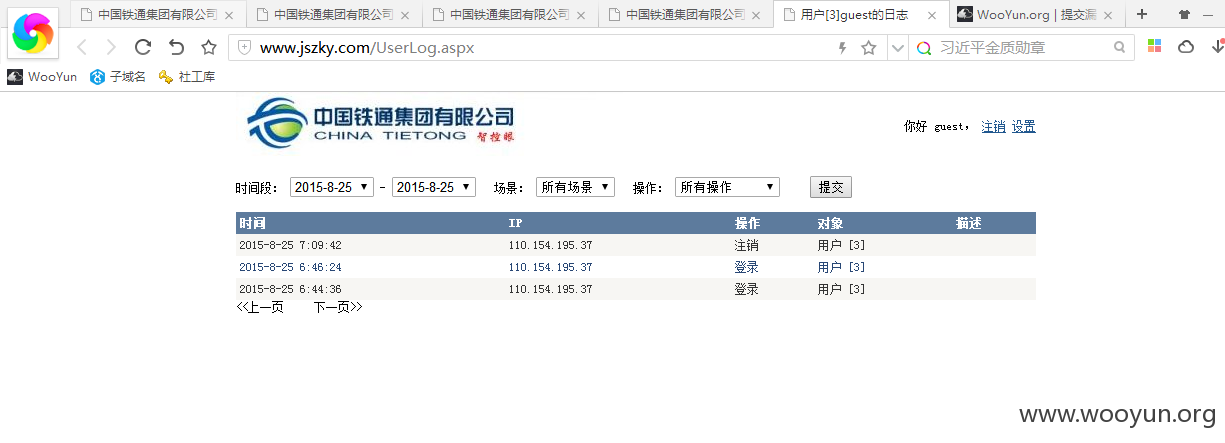 中国铁通集团有限公司 中国铁通集团有限公司 中国铁通集团有限公司 中国铁通集团有限公司 用户[3]guest的日志 WooYun.org | 提交漏
www.jszky.com/UserLog.aspx 习近平金质勋章
WooYun 子域名 社工库
中国铁通集团有限公司
CHINA TIETONG 智控眼
你好 guest, 注销 设置
时间段: 2015-8-25 - 2015-8-25 场景: 所有场景 操作: 所有操作 提交
时间 IP 操作 对象 描述
2015-8-25 7:09:42 110.154.195.37 注销 用户 [3]
2015-8-25 6:46:24 110.154.195.37 登录 用户 [3]
2015-8-25 6:44:36 110.154.195.37 登录 用户 [3]
<<上一页 下一页>>
www.wooyun.org